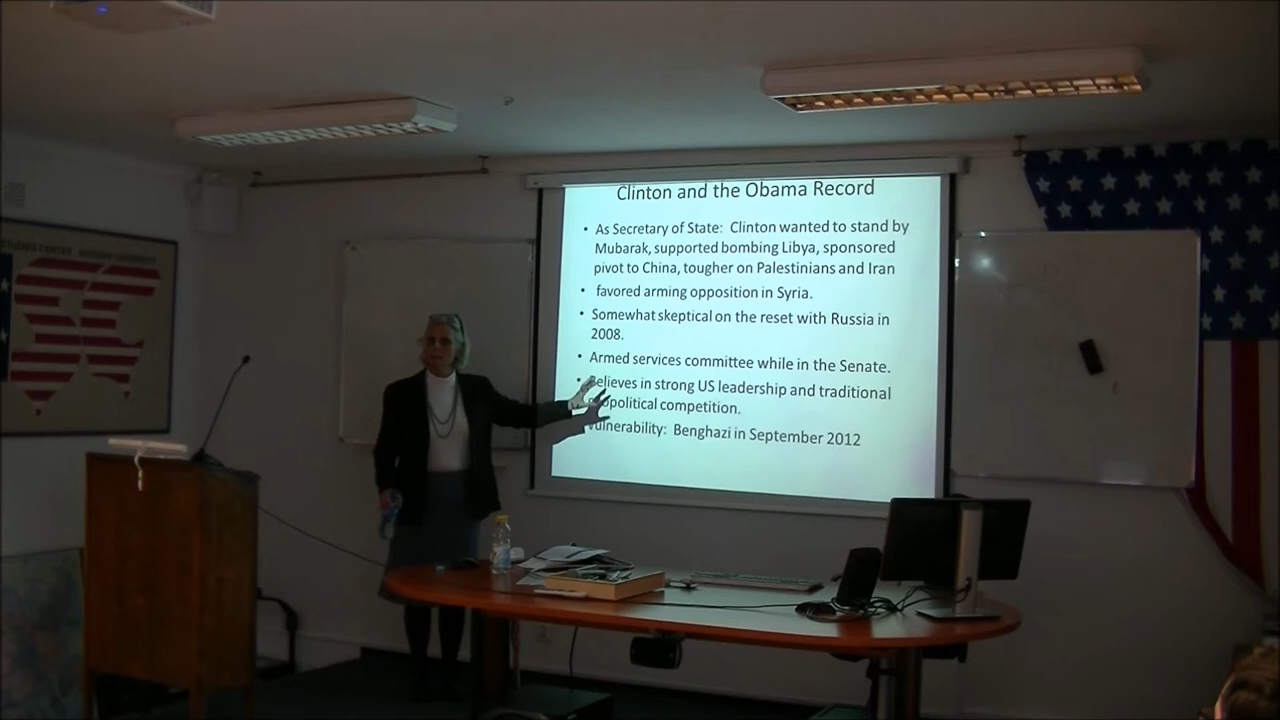 Clinton and the Obama Record
• As Secretary of State: Clinton wanted to stand by
Mubarak, supported bombing Libya, sponsored
pivot to China, tougher on Palestinians and Iran
• favored arming opposition in Syria.
• Somewhat skeptical on the reset with Russia in
2008.
• Armed services committee while in the Senate.
• Believes in strong US leadership and traditional
opolitical competition.
Vulnerability: Benghazi in September 2012
STUDIES CENTER